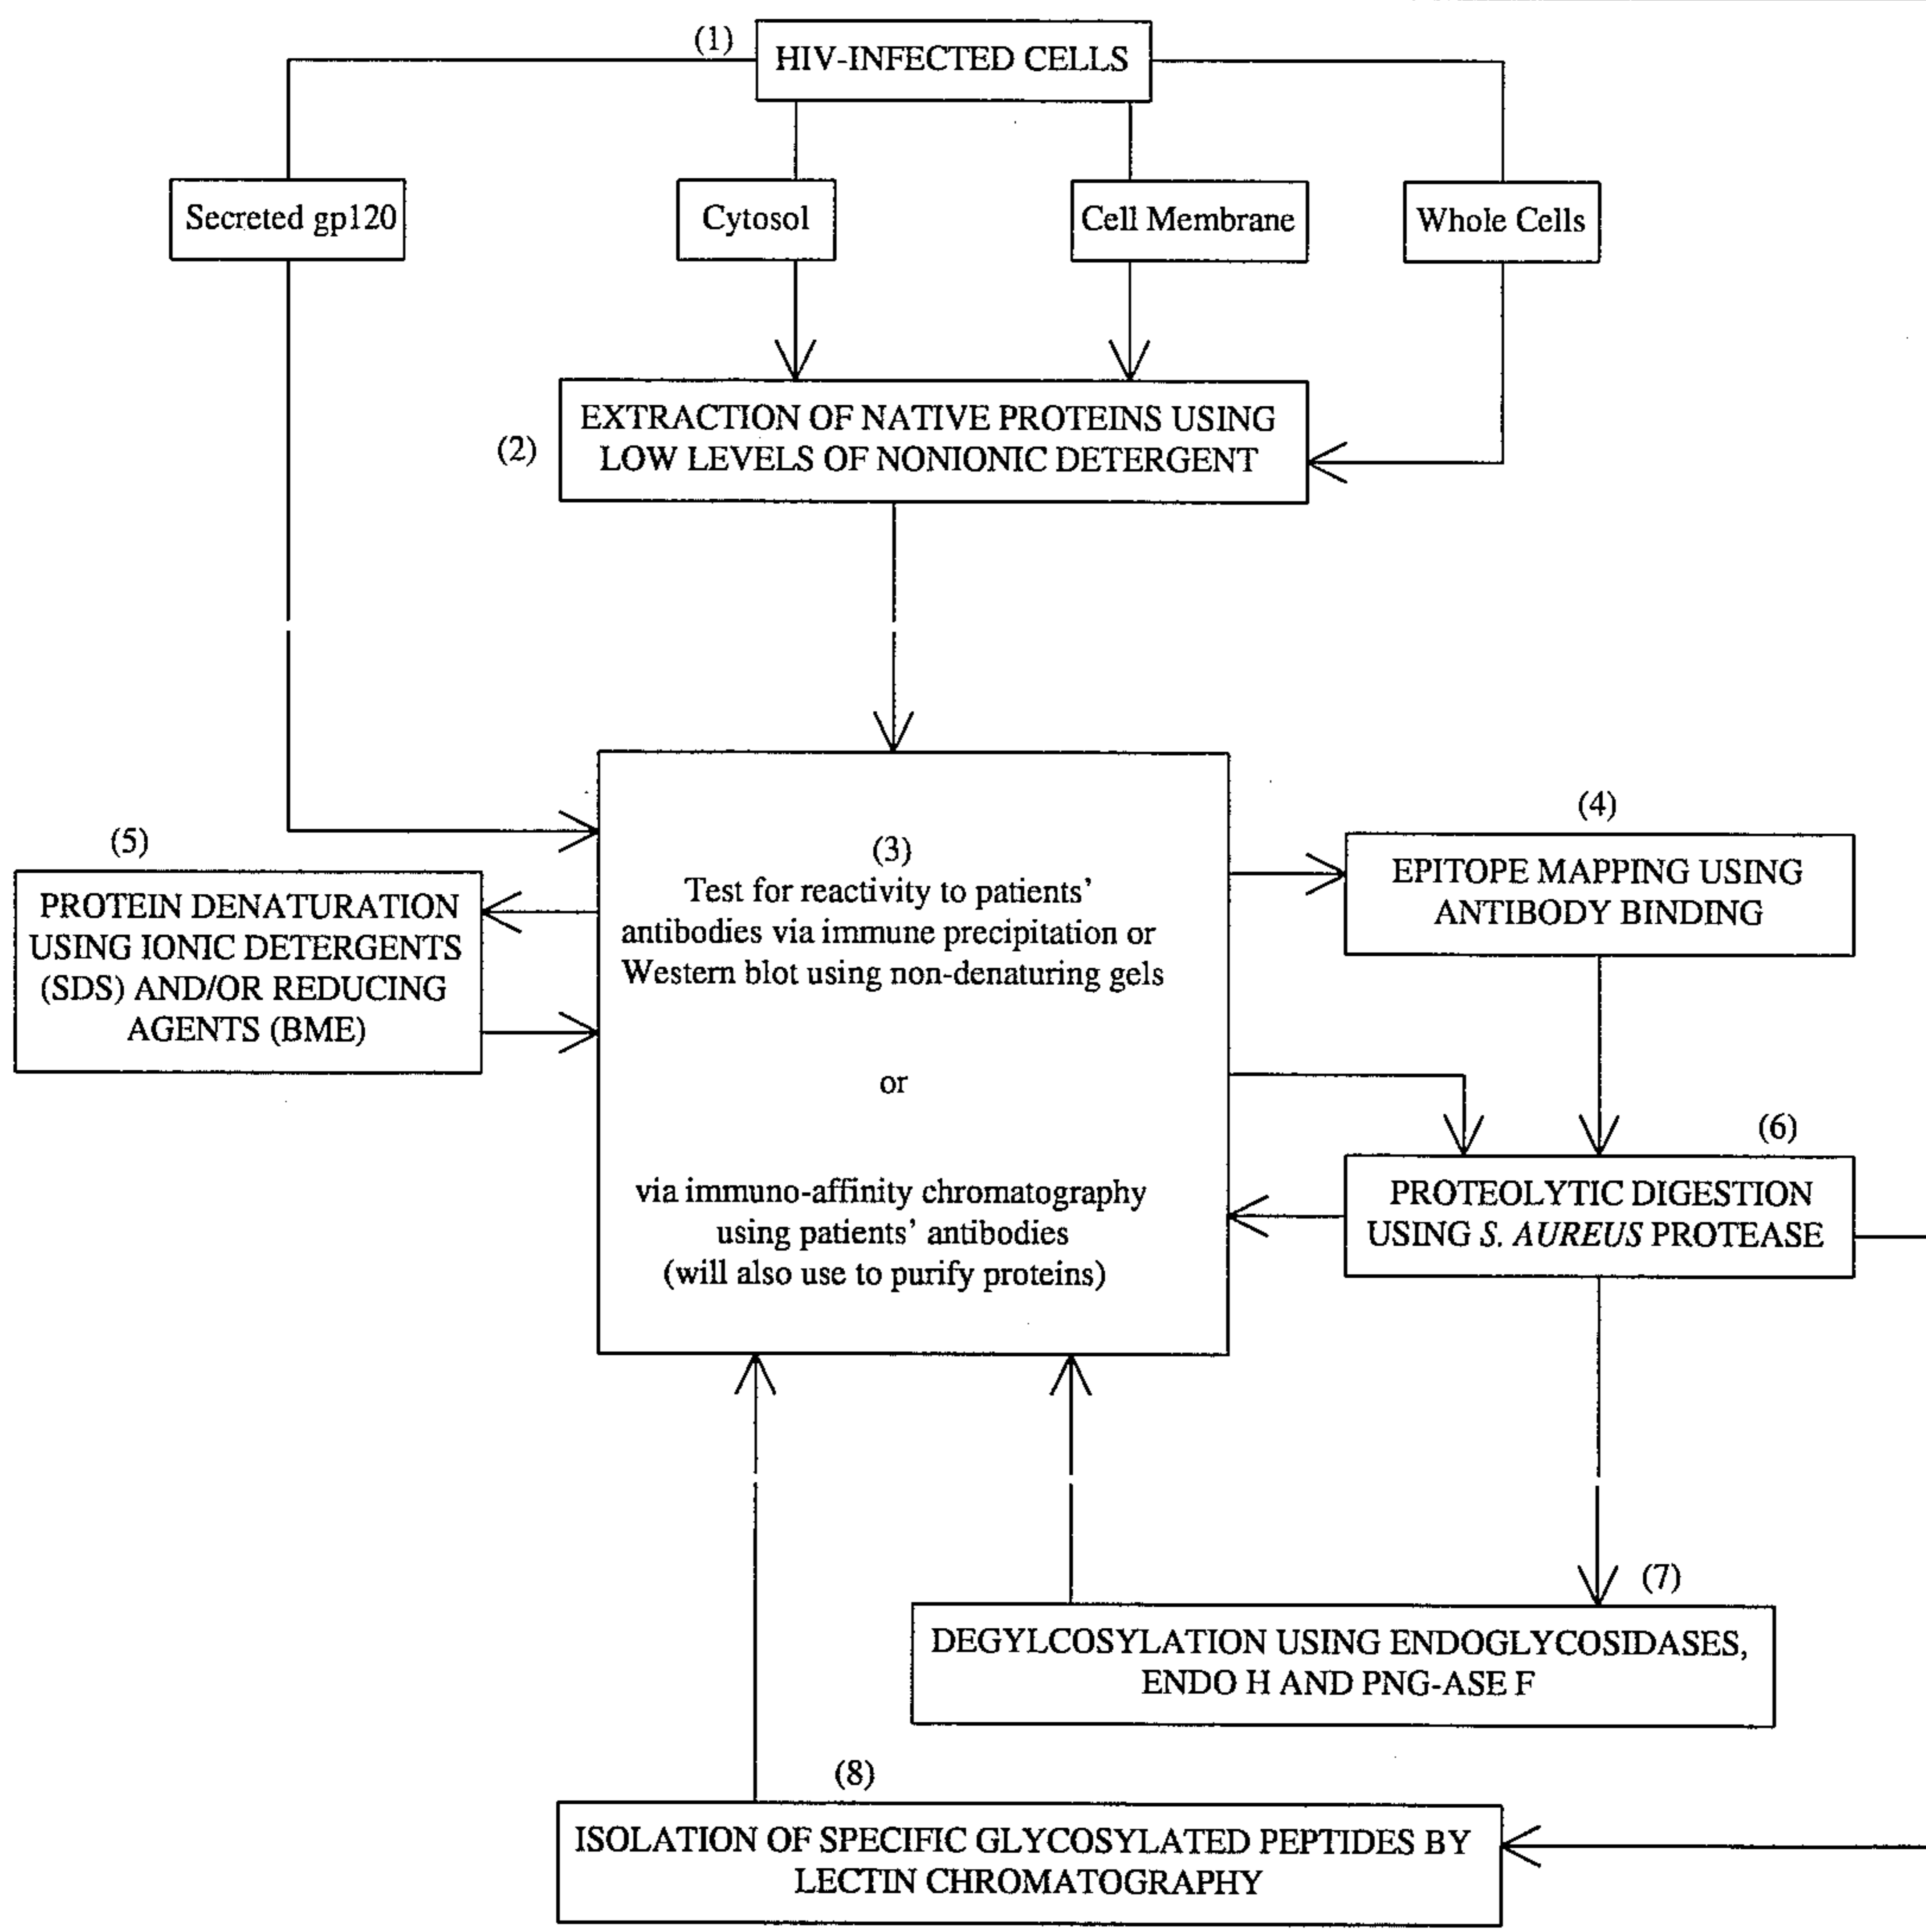 (1)
HIV-INFECTED CELLS
Secreted gp120
Cytosol
Cell Membrane
Whole Cells
(2)
EXTRACTION OF NATIVE PROTEINS USING
LOW LEVELS OF NONIONIC DETERGENT
(3)
Test for reactivity to patients'
antibodies via immune precipitation or
Western blot using non-denaturing gels
or
via immuno-affinity chromatography
using patients' antibodies
(will also use to purify proteins)
(4)
EPITOPE MAPPING USING
ANTIBODY BINDING
(5)
PROTEIN DENATURATION
USING IONIC DETERGENTS
(SDS) AND/OR REDUCING
AGENTS (BME)
(6)
PROTEOLYTIC DIGESTION
USING S. AUREUS PROTEASE
(7)
DEGYLCOSYLATION USING ENDOGLYCOSIDASES,
ENDO H AND PNG-ASE F
(8)
ISOLATION OF SPECIFIC GLYCOSYLATED PEPTIDES BY
LECTIN CHROMATOGRAPHY